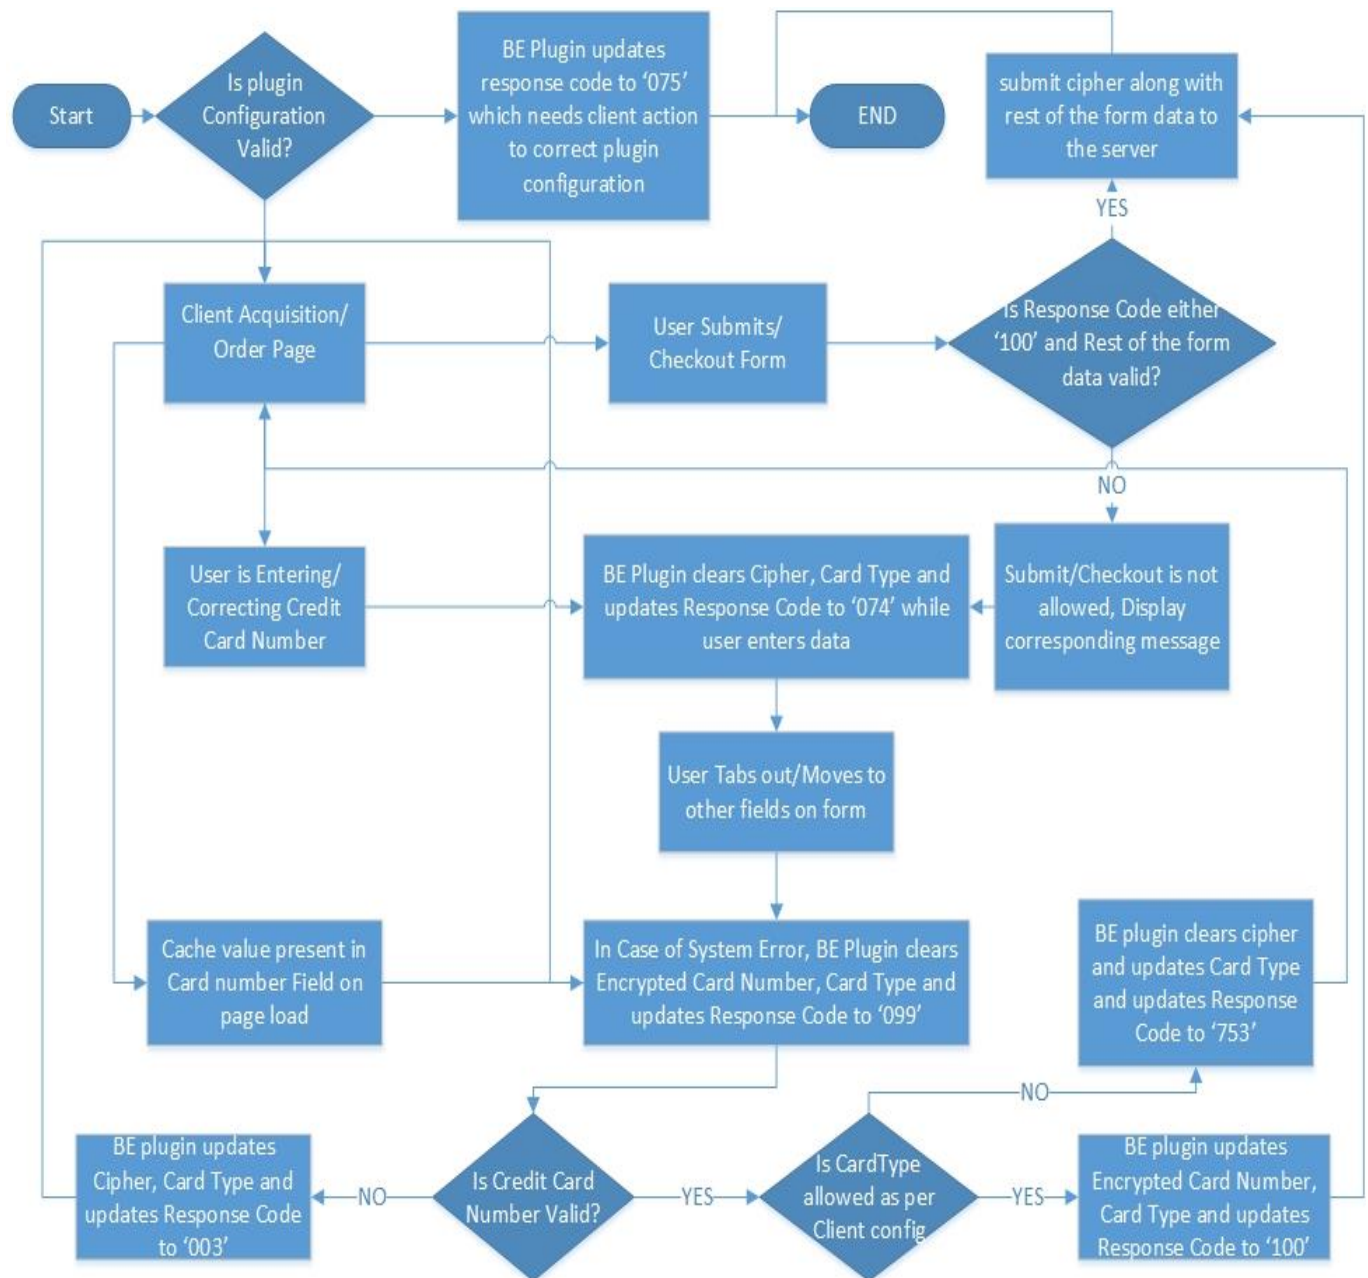 Start
Is plugin
Configuration
Valid?
BE Plugin updates
response code to ‘075’
which needs client action
to correct plugin
configuration
END
submit cipher along with
rest of the form data to
the server
YES
Client Acquisition/
Order Page
User Submits/
Checkout Form
Is Response Code either
‘100’ and Rest of the form
data valid?
NO
User is Entering/
Correcting Credit
Card Number
BE Plugin clears Cipher, Card Type and
updates Response Code to ‘074’ while
user enters data
Submit/Checkout is not
allowed, Display
corresponding message
User Tabs out/Moves to
other fields on form
Cache value present in
Card number Field on
page load
In Case of System Error, BE Plugin clears
Encrypted Card Number, Card Type and
updates Response Code to ‘099’
BE plugin clears cipher
and updates Card Type
and updates Response
Code to ‘753’
NO
BE plugin updates
Cipher, Card Type and
updates Response Code
to ‘003’
NO
Is Credit Card
Number Valid?
YES
Is CardType
allowed as per
Client config
YES
BE plugin updates
Encrypted Card Number,
Card Type and updates
Response Code to ‘100’